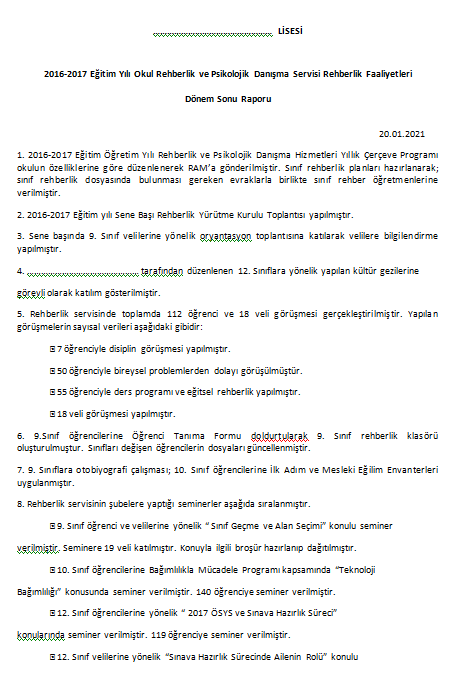 ………………………………………… LİSESİ
2016-2017 Eğitim Yılı Okul Rehberlik ve Psikolojik Danışma Servisi Rehberlik Faaliyetleri
Dönem Sonu Raporu
20.01.2021
1. 2016-2017 Eğitim Öğretim Yılı Rehberlik ve Psikolojik Danışma Hizmetleri Yıllık Çerçeve Programı
okulun özelliklerine göre düzenlenerek RAM’a gönderilmiştir. Sınıf rehberlik planları hazırlanarak;
sınıf rehberlik dosyasında bulunması gereken evraklarla birlikte sınıf rehber öğretmenlerine
verilmiştir.
2. 2016-2017 Eğitim yılı Sene Başı Rehberlik Yürütme Kurulu Toplantısı yapılmıştır.
3. Sene başında 9. Sınıf velilerine yönelik oryantasyon toplantısına katılarak velilere bilgilendirme
yapılmıştır.
4. ……………………………………… tarafından düzenlenen 12. Sınıflara yönelik yapılan kültür gezilerine
görevli olarak katılım gösterilmiştir.
5. Rehberlik servisinde toplamda 112 öğrenci ve 18 veli görüşmesi gerçekleştirilmiştir. Yapılan
görüşmelerin sayısal verileri aşağıdaki gibidir:
7 öğrenciyle disiplin görüşmesi yapılmıştır.
50 öğrenciyle bireysel problemlerden dolayı görüşülmüştür.
55 öğrenciyle ders programı ve eğitsel rehberlik yapılmıştır.
18 veli görüşmesi yapılmıştır.
6. 9.Sınıf öğrencilerine Öğrenci Tanıma Formu doldurtularak 9. Sınıf rehberlik klasörü
oluşturulmuştur. Sınıfları değişen öğrencilerin dosyaları güncellenmiştir.
7. 9. Sınıflara otobiyografi çalışması; 10. Sınıf öğrencilerine İlk Adım ve Mesleki Eğilim Envanterleri
uygulanmıştır.
8. Rehberlik servisinin şubelere yaptığı seminerler aşağıda sıralanmıştır.
9. Sınıf öğrenci ve velilerine yönelik “ Sınıf Geçme ve Alan Seçimi” konulu seminer
verilmiştir. Seminere 19 veli katılmıştır. Konuyla ilgili broşür hazırlanıp dağıtılmıştır.
10. Sınıf öğrencilerine Bağımlılıkla Mücadele Programı kapsamında “Teknoloji
Bağımlılığı” konusunda seminer verilmiştir. 140 öğrenciye seminer verilmiştir.
12. Sınıf öğrencilerine yönelik “ 2017 ÖSYS ve Sınava Hazırlık Süreci”
konularında seminer verilmiştir. 119 öğrenciye seminer verilmiştir.
12. Sınıf velilerine yönelik “Sınava Hazırlık Sürecinde Ailenin Rolü” konulu